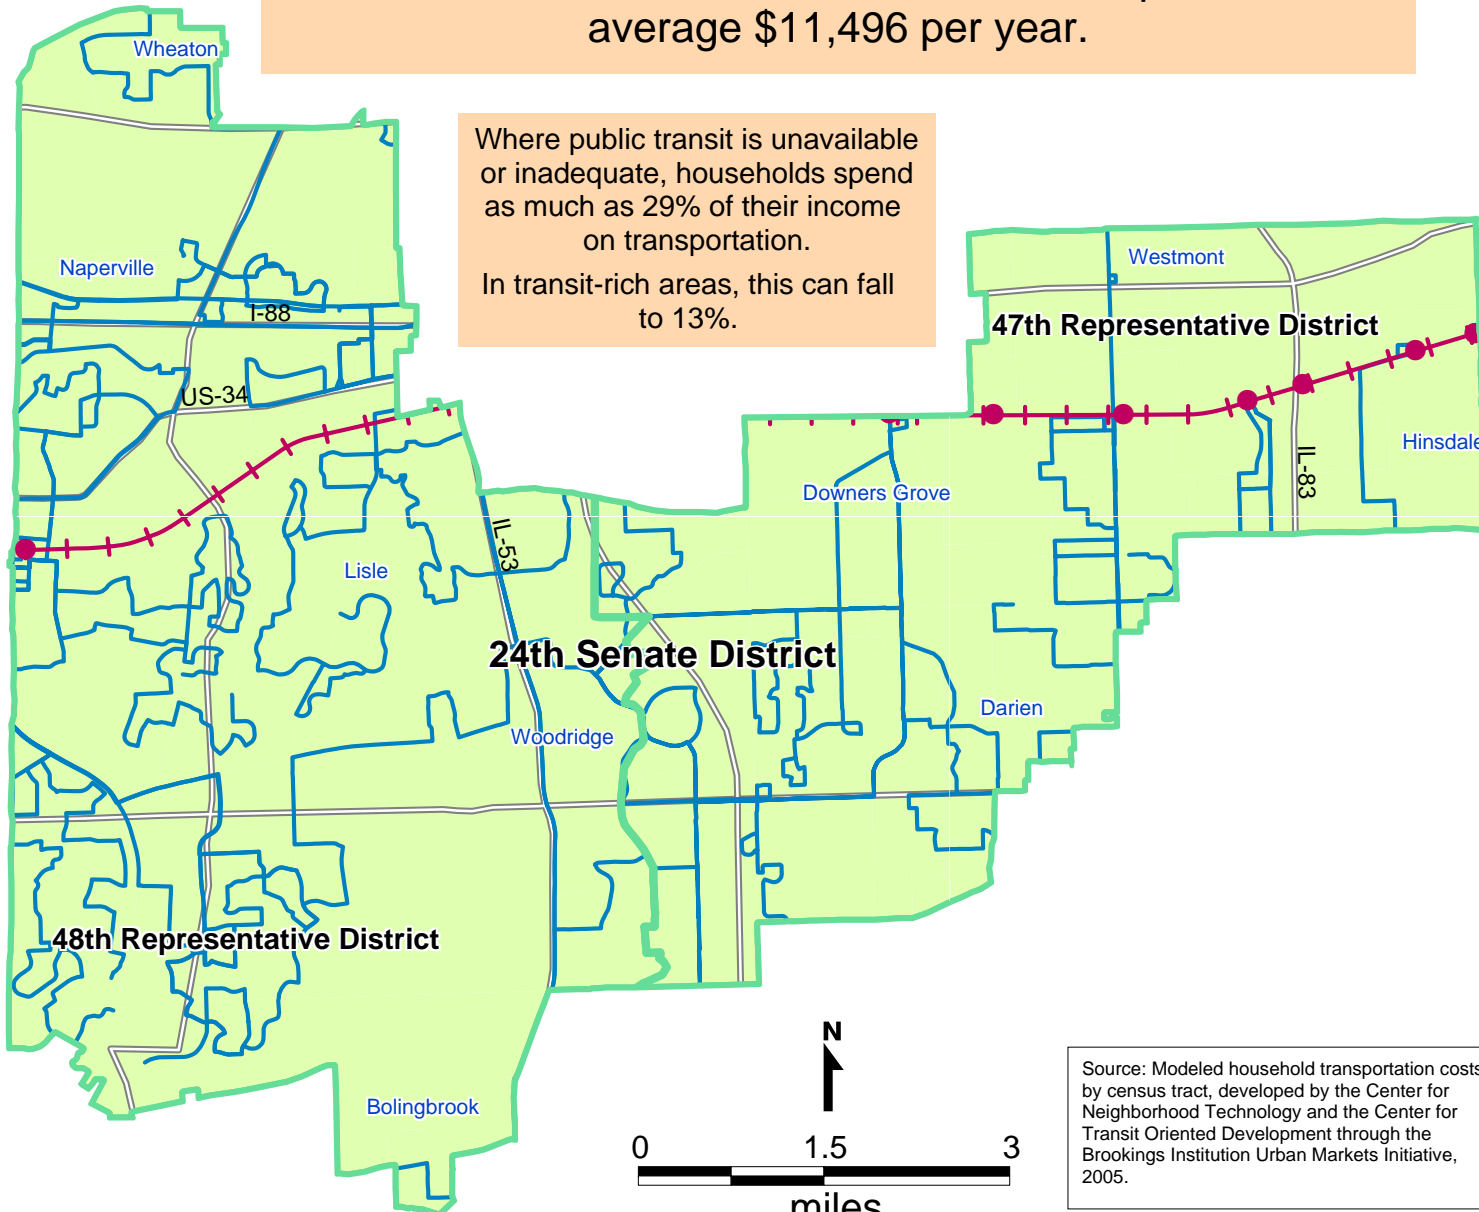 average $11,496 per year.
Wheaton
Where public transit is unavailable
or inadequate, households spend
as much as 29% of their income
on transportation.
In transit-rich areas, this can fall
to 13%.
Westmont
Naperville
I-88
47th Representative District
US-34
Hinsdale
IL-83
Downers Grove
IL-53
Lisle
24th Senate District
Darien
Woodridge
48th Representative District
N
Bolingbrook
0 1.5 3
miles
Source: Modeled household transportation costs
by census tract, developed by the Center for
Neighborhood Technology and the Center for
Transit Oriented Development through the
Brookings Institution Urban Markets Initiative,
2005.